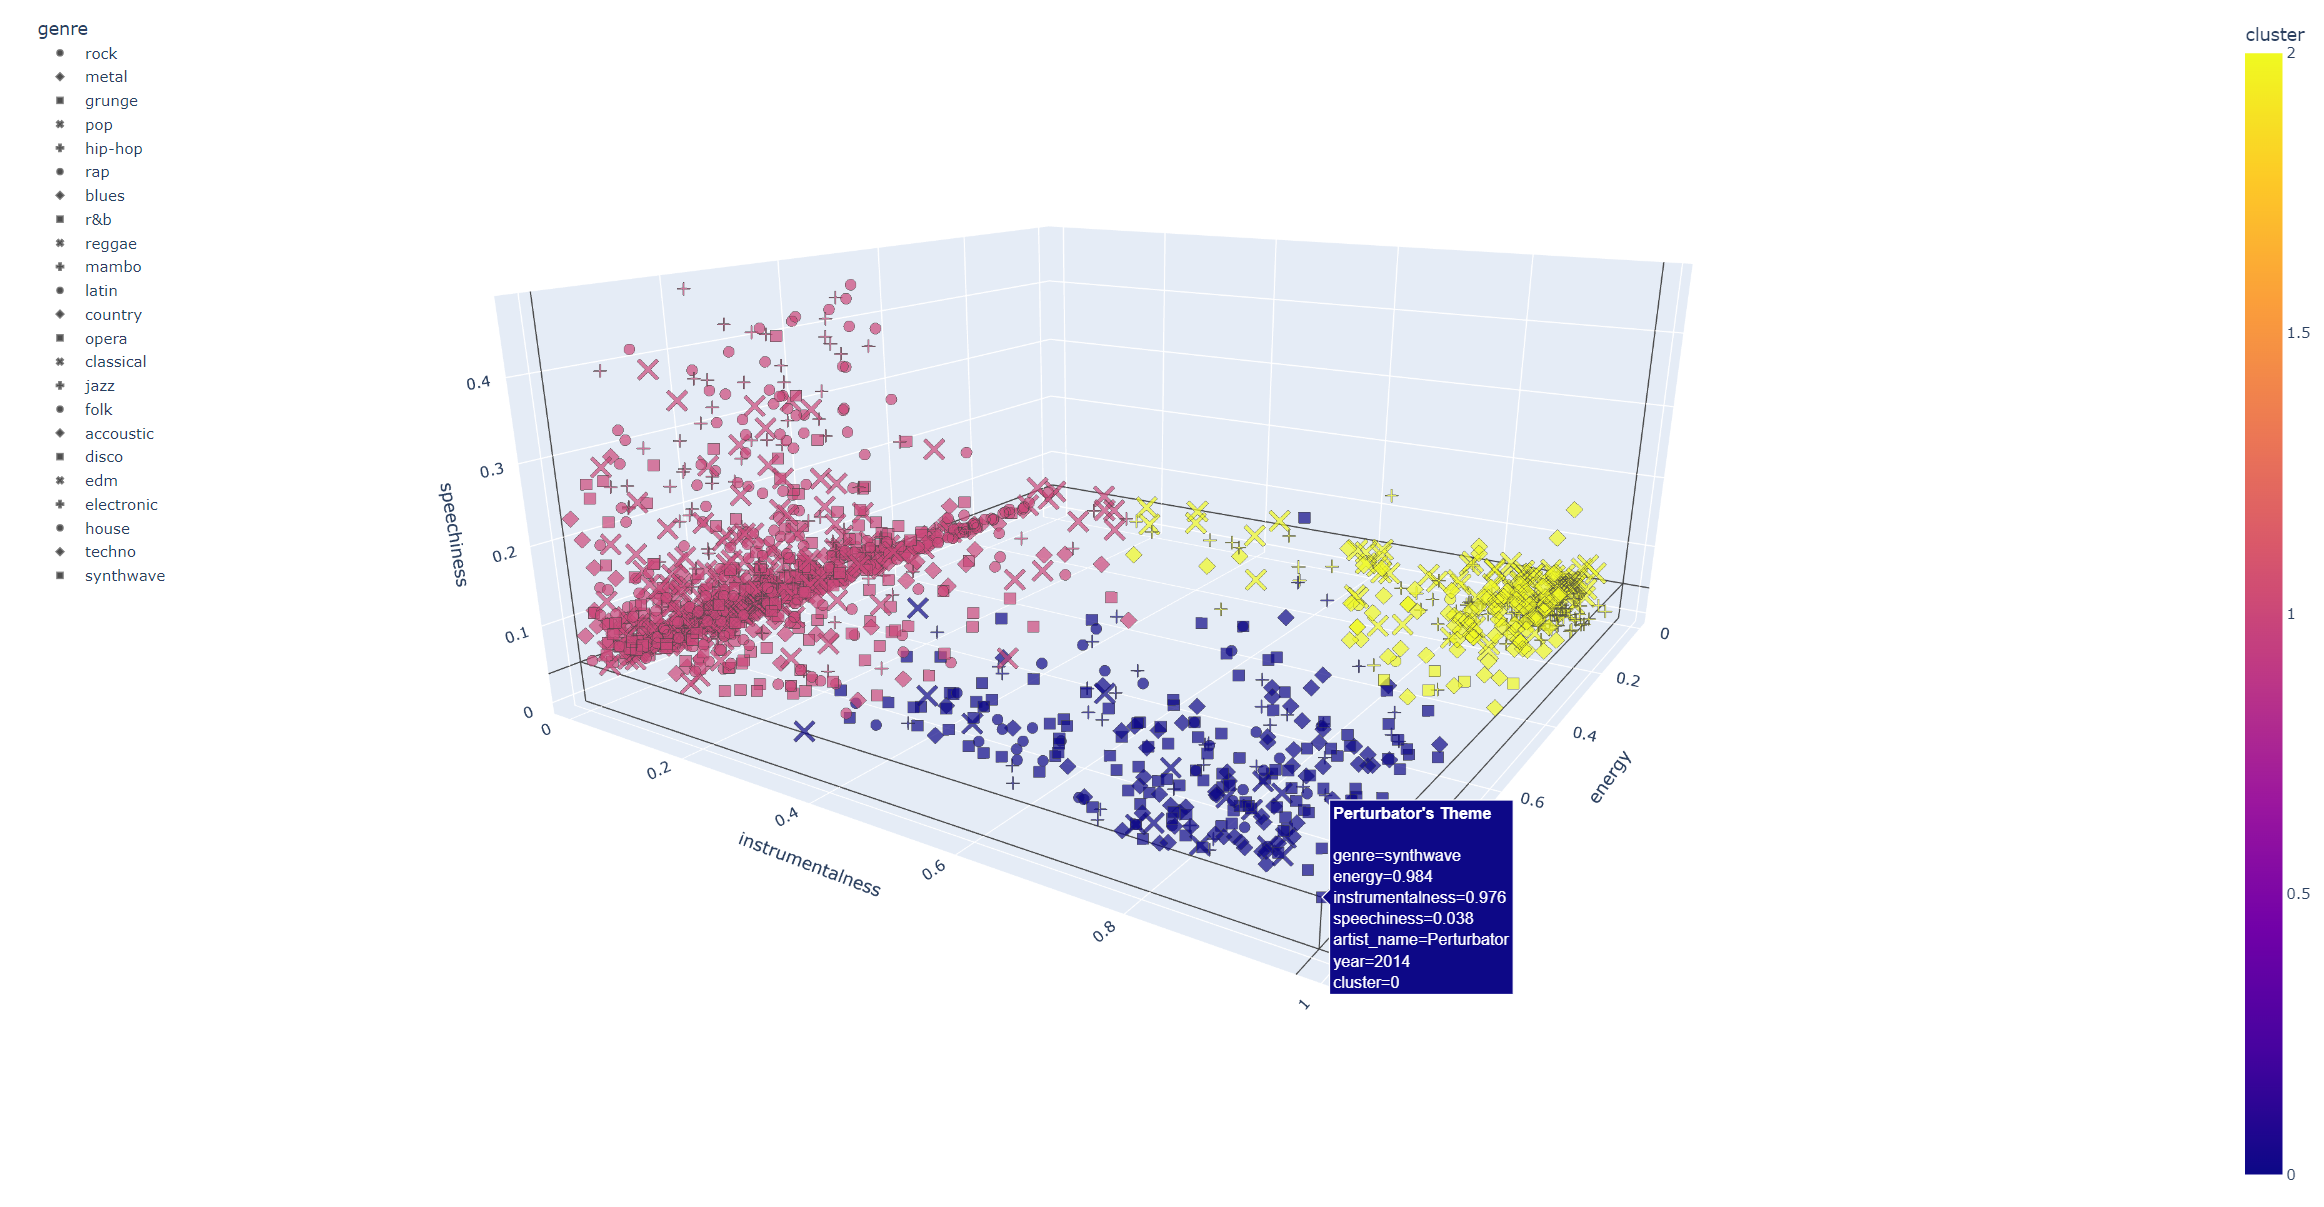 genre
rock
metal
grunge
pop
hip-hop
rap
blues
r&b
reggae
mambo
latin
country
opera
classical
jazz
folk
accoustic
disco
edm
electronic
house
techno
synthwave
speechiness
0.4
0.3
0.2
0.1
0
instrumentalness
0
0.2
0.4
0.6
0.8
1
energy
0
0.2
0.4
0.6
Perturbator's Theme
genre=synthwave
energy=0.984
instrumentalness=0.976
speechiness=0.038
artist_name=Perturbator
year=2014
cluster=0
cluster
2
1.5
1
0.5
0